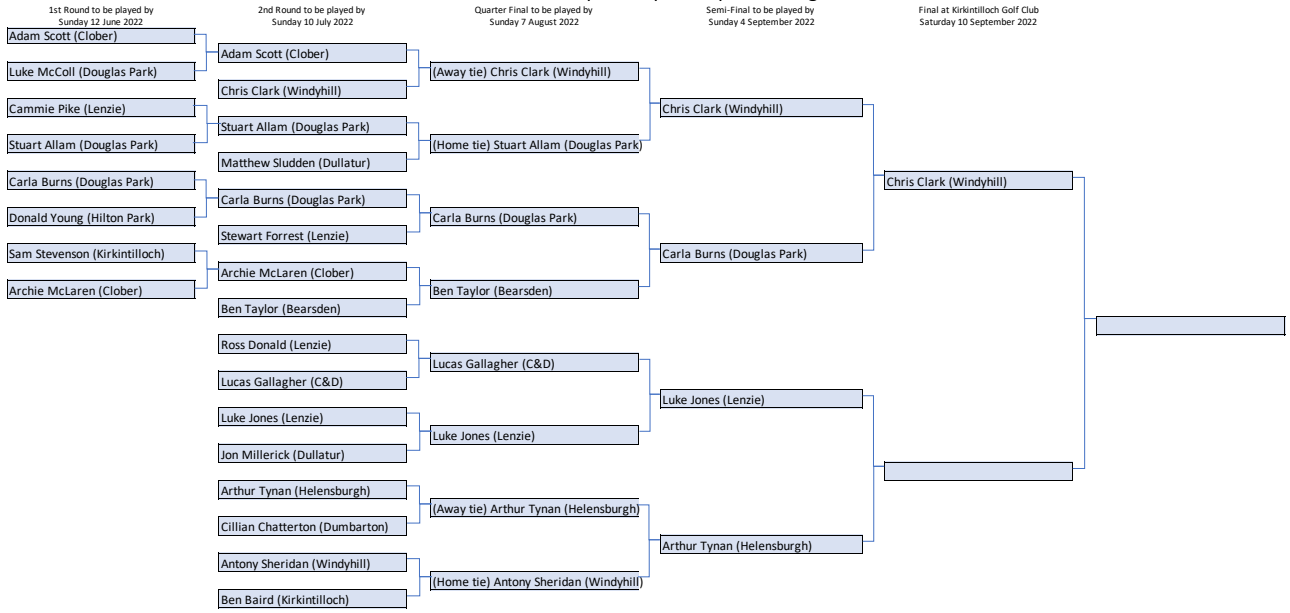 1st Round to be played by
Sunday 12 June 2022
2nd Round to be played by
Sunday 10 July 2022
Quarter Final to be played by
Sunday 7 August 2022
Semi-Final to be played by
Sunday 4 September 2022
Final at Kirkintilloch Golf Club
Saturday 10 September 2022
Adam Scott (Clober)
Luke McColl (Douglas Park)
Cammie Pike (Lenzie)
Stuart Allam (Douglas Park)
Carla Burns (Douglas Park)
Donald Young (Hilton Park)
Sam Stevenson (Kirkintilloch)
Archie McLaren (Clober)
Adam Scott (Clober)
Chris Clark (Windyhill)
Stuart Allam (Douglas Park)
Matthew Sludden (Dullatur)
Carla Burns (Douglas Park)
Stewart Forrest (Lenzie)
Archie McLaren (Clober)
Ben Taylor (Bearsden)
Ross Donald (Lenzie)
Lucas Gallagher (C&D)
Luke Jones (Lenzie)
Jon Millerick (Dullatur)
Arthur Tynan (Helensburgh)
Cillian Chatterton (Dumbarton)
Antony Sheridan (Windyhill)
Ben Baird (Kirkintilloch)
(Away tie) Chris Clark (Windyhill)
(Home tie) Stuart Allam (Douglas Park)
Carla Burns (Douglas Park)
Ben Taylor (Bearsden)
Lucas Gallagher (C&D)
Luke Jones (Lenzie)
(Away tie) Arthur Tynan (Helensburgh)
(Home tie) Antony Sheridan (Windyhill)
Chris Clark (Windyhill)
Carla Burns (Douglas Park)
Luke Jones (Lenzie)
Arthur Tynan (Helensburgh)
Chris Clark (Windyhill)